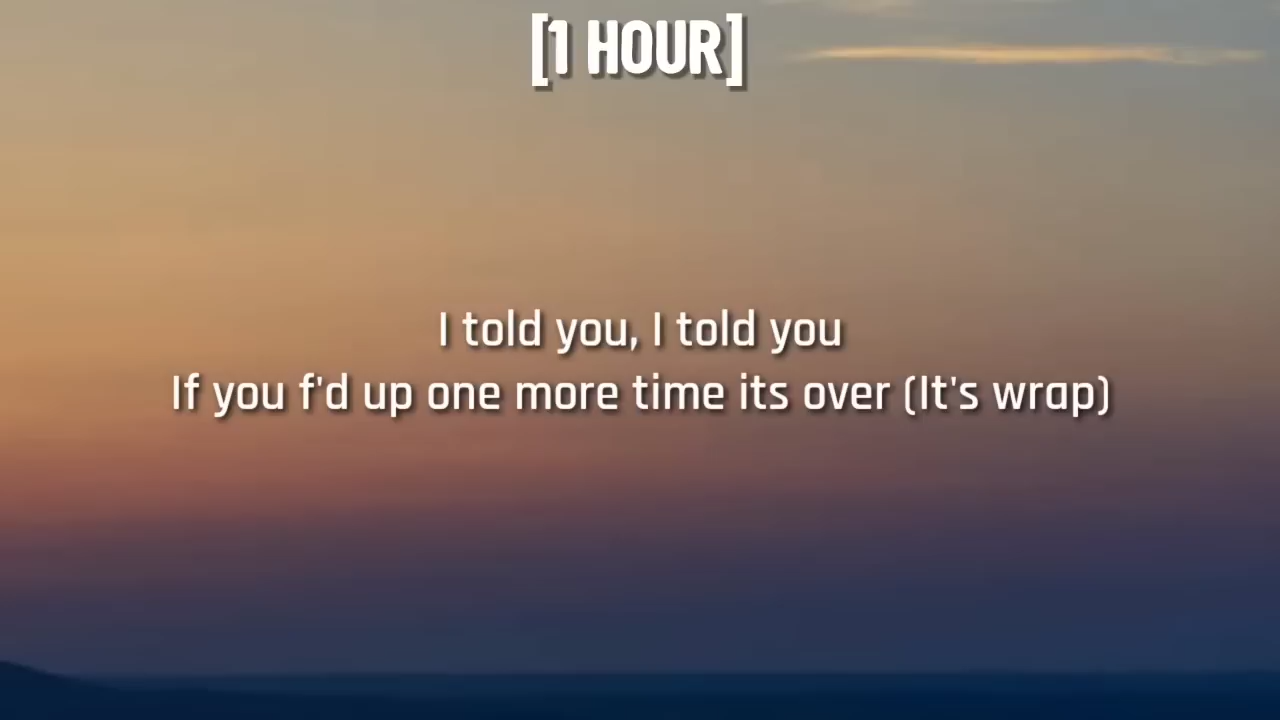 [1 HOUR]
I told you, I told you
If you f'd up one more time its over (It's wrap)